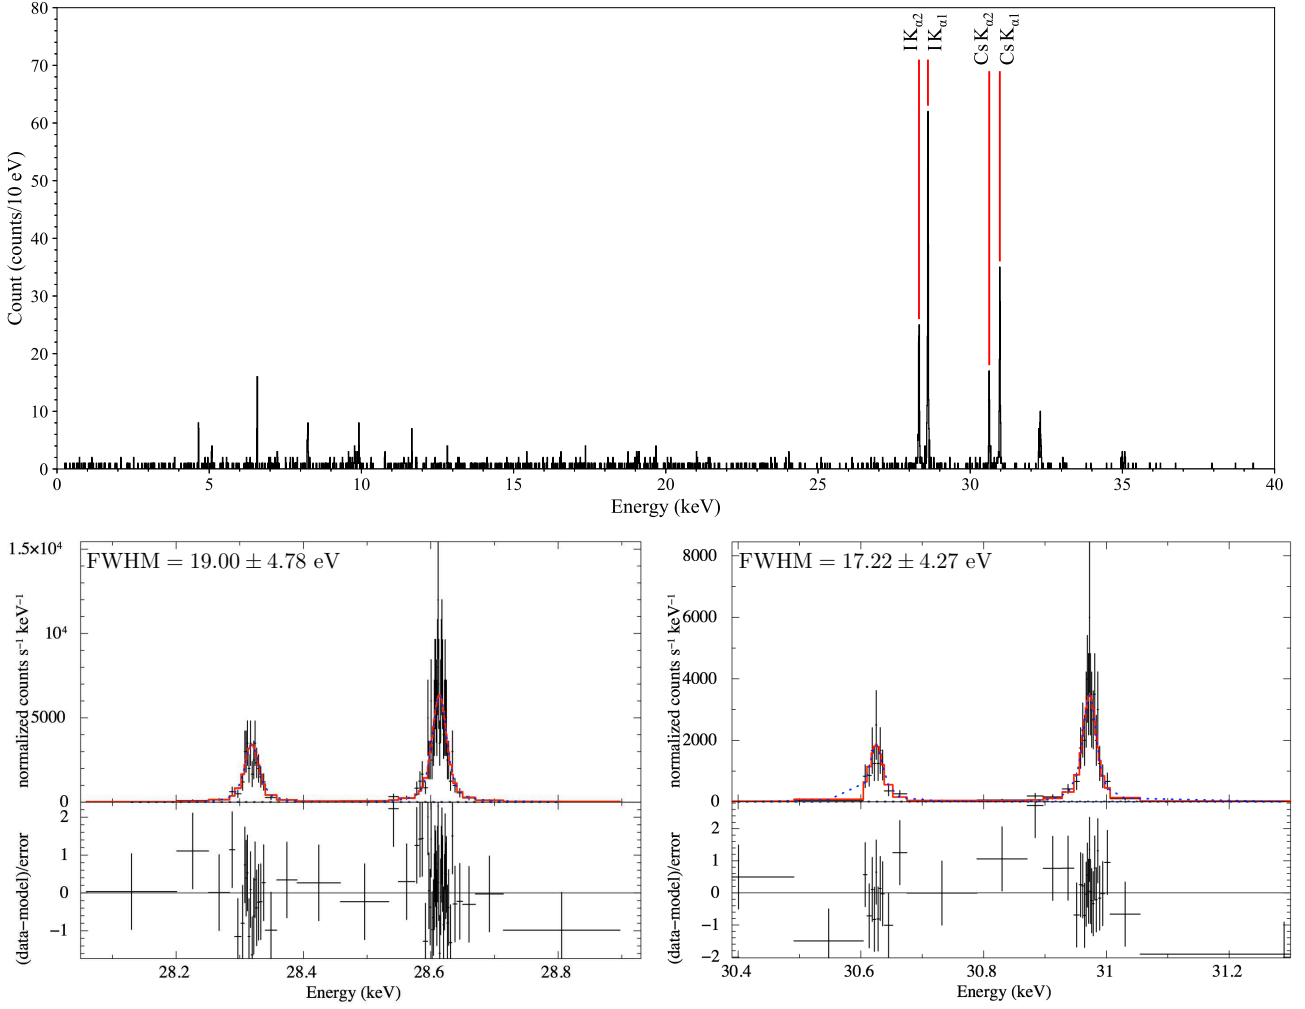 I Kα2 I Kα1 Cs Kα2 Cs Kα1
80
70
60
50
40
30
20
10
0
Count (counts/10 eV)
0 5 10 15 20 25 30 35 40
Energy (keV)
FWHM = 19.00 ± 4.78 eV
1.5×10⁴
10⁴
5000
0
normalized counts s⁻¹ keV⁻¹
2
1
0
−1
(data−model)/error
28.2 28.4 28.6 28.8
Energy (keV)
FWHM = 17.22 ± 4.27 eV
8000
6000
4000
2000
0
normalized counts s⁻¹ keV⁻¹
2
1
0
−1
−2
(data−model)/error
30.4 30.6 30.8 31 31.2
Energy (keV)